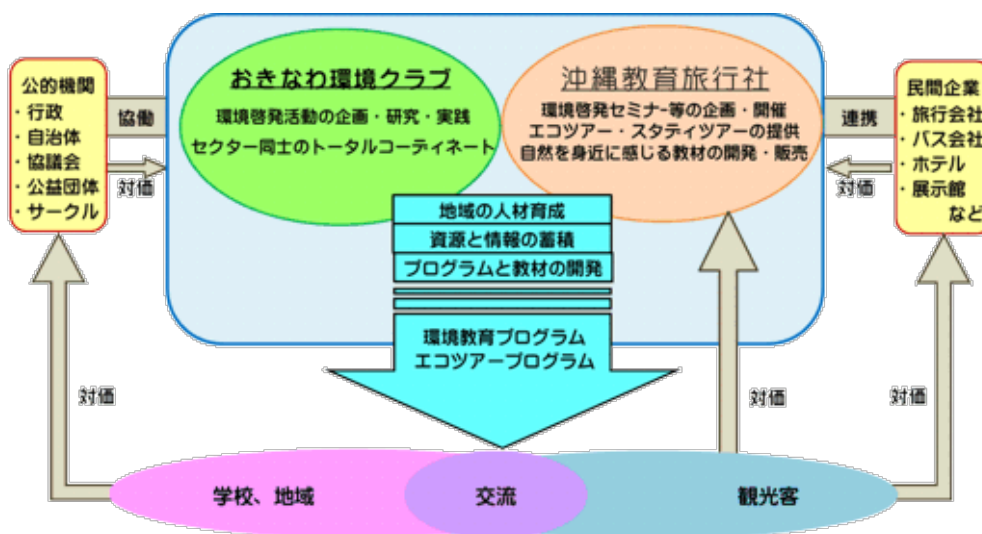 公的機関
・行政
・自治体
・協議会
・公益団体
・サークル
協働
対価
おきなわ環境クラブ
環境啓発活動の企画・研究・実践
セクター同士のトータルコーティネート
沖縄教育旅行社
環境啓発セミナｰ等の企画・開催
エコツアー・スタティツアーの提供
自然を身近に感じる教材の開発・販売
連携
対価
民間企業
・旅行会社
・バス会社
・ホテル
・展示館
など
地域の人材育成
資源と情報の蓄積
プログラムと教材の開発
環境教育プログラム
エコツアープログラム
対価
対価
対価
学校、地域
交流
観光客